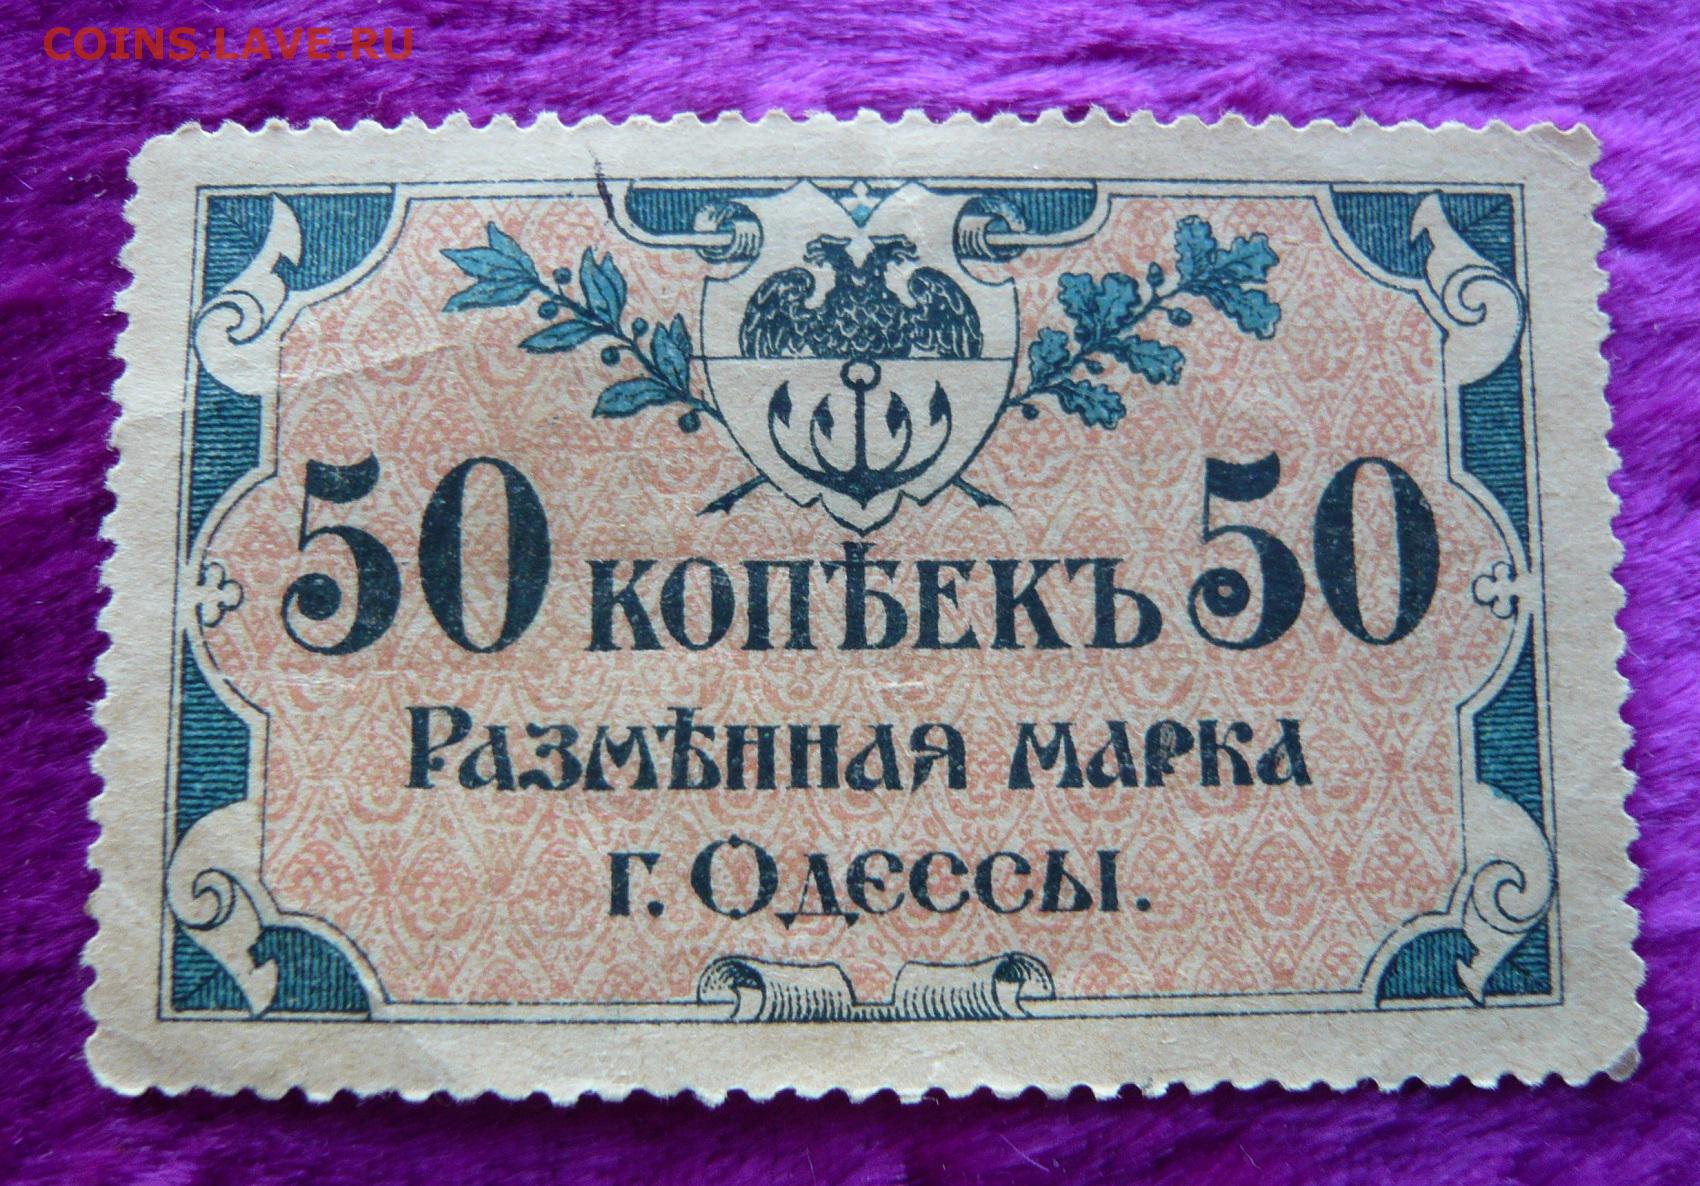 COINS.LAVE.RU
50 КОПѢЕКЪ 50
РАЗМѢННАЯ МАРКА
Г. ОДЕССЫ.